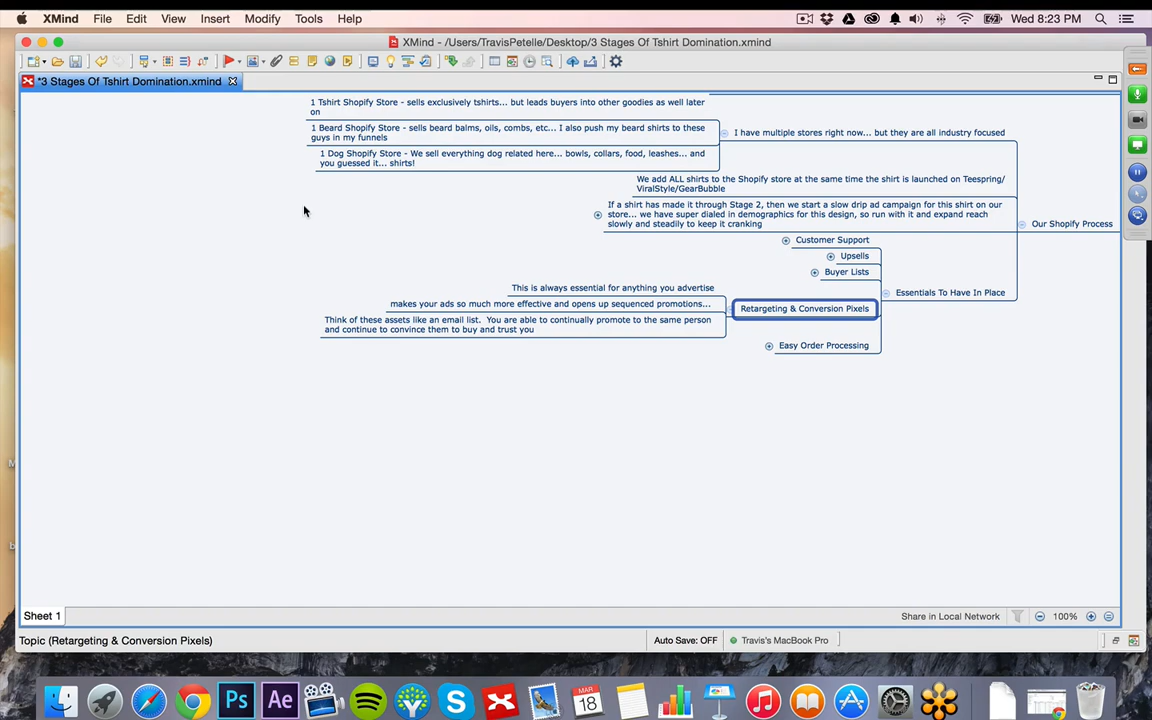 XMind File Edit View Insert Modify Tools Help Wed 8:23 PM
XMind - /Users/TravisPetelle/Desktop/3 Stages Of Tshirt Domination.xmind
*3 Stages Of Tshirt Domination.xmind
1 Tshirt Shopify Store - sells exclusively tshirts... but leads buyers into other goodies as well later
on
1 Beard Shopify Store - sells beard balms, oils, combs, etc... I also push my beard shirts to these
guys in my funnels
1 Dog Shopify Store - We sell everything dog related here... bowls, collars, food, leashes... and
you guessed it... shirts!
I have multiple stores right now... but they are all industry focused
We add ALL shirts to the Shopify store at the same time the shirt is launched on Teespring/
ViralStyle/GearBubble
If a shirt has made it through Stage 2, then we start a slow drip ad campaign for this shirt on our
store... we have super dialed in demographics for this design, so run with it and expand reach
slowly and steadily to keep it cranking
Our Shopify Process
Customer Support
Upsells
Buyer Lists
Essentials To Have In Place
This is always essential for anything you advertise
makes your ads so much more effective and opens up sequenced promotions...
Think of these assets like an email list. You are able to continually promote to the same person
and continue to convince them to buy and trust you
Retargeting & Conversion Pixels
Easy Order Processing
Sheet 1
Share in Local Network
100%
Topic (Retargeting & Conversion Pixels)
Auto Save: OFF
Travis's MacBook Pro
Ps
Ae
MAR
18